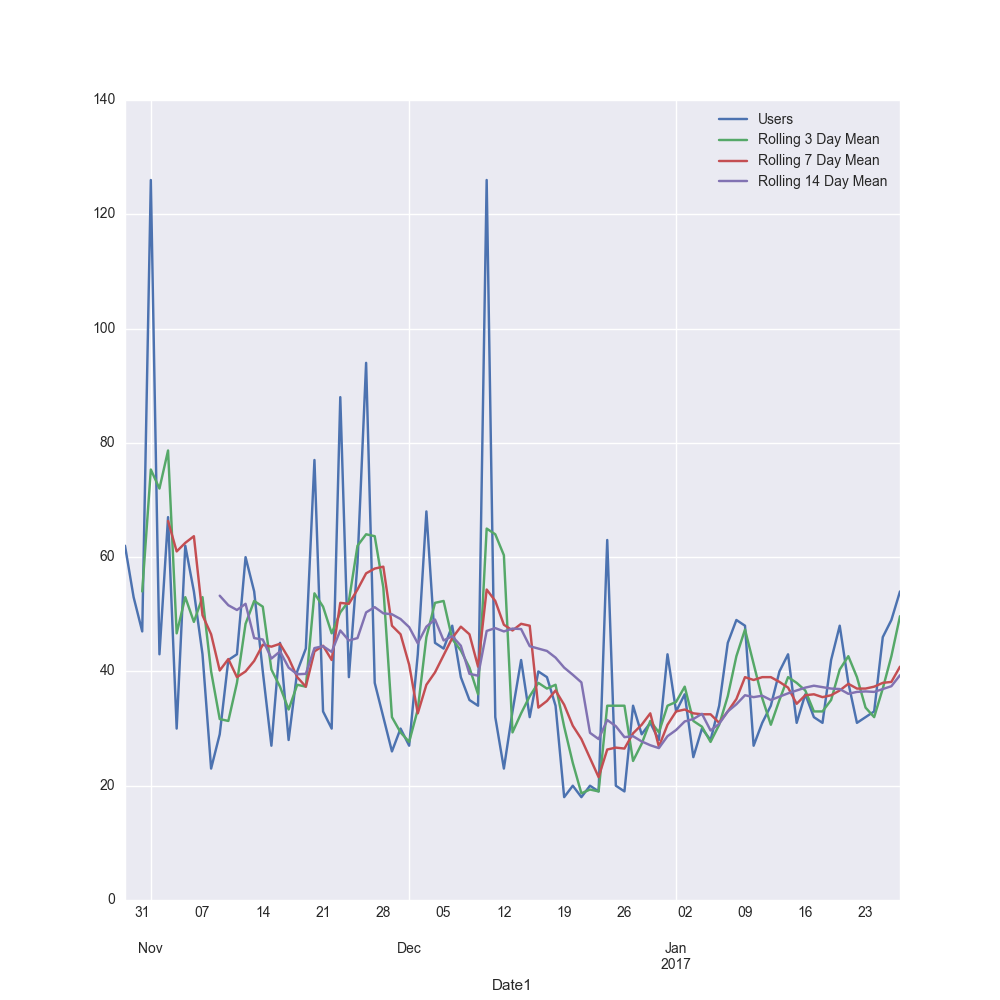 140
120
100
80
60
40
20
0
Users
Rolling 3 Day Mean
Rolling 7 Day Mean
Rolling 14 Day Mean
31 07 14 21 28 05 12 19 26 02 09 16 23
Nov Dec Jan
2017
Date1